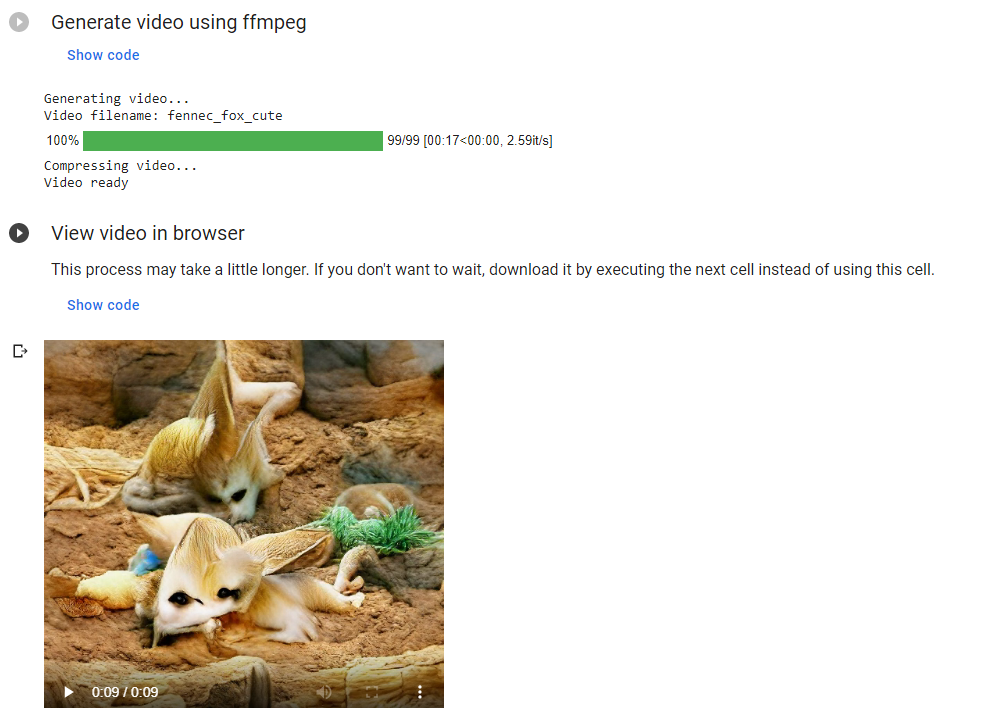 Generate video using ffmpeg
Show code
Generating video...
Video filename: fennec_fox_cute
100% 99/99 [00:17<00:00, 2.59it/s]
Compressing video...
Video ready
View video in browser
This process may take a little longer. If you don't want to wait, download it by executing the next cell instead of using this cell.
Show code
0:09 / 0:09